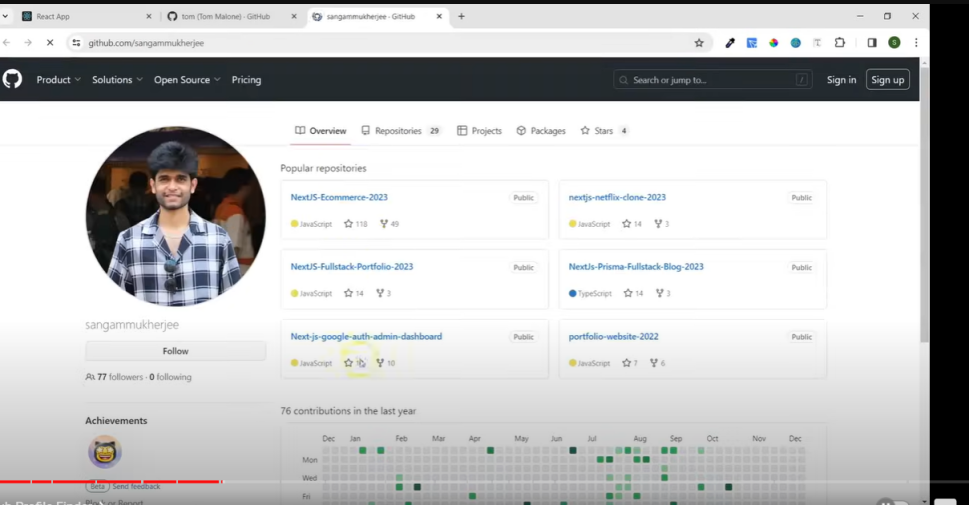 React App
tom (Tom Malone) · GitHub
sangammukherjee · GitHub
github.com/sangammukherjee
Product Solutions Open Source Pricing
Search or jump to...
/
Sign in
Sign up
Overview
Repositories 29
Projects
Packages
Stars 4
Popular repositories
NextJS-Ecommerce-2023
Public
JavaScript 118 49
nextjs-netflix-clone-2023
Public
JavaScript 14 3
NextJS-Fullstack-Portfolio-2023
Public
JavaScript 14 3
NextJs-Prisma-Fullstack-Blog-2023
Public
TypeScript 14 3
Next-js-google-auth-admin-dashboard
Public
JavaScript 10
portfolio-website-2022
Public
JavaScript 7 6
sangammukherjee
Follow
77 followers · 0 following
Achievements
Beta Send feedback
76 contributions in the last year
Dec Jan Feb Mar Apr May Jun Jul Aug Sep Oct Nov Dec
Mon
Wed
Fri